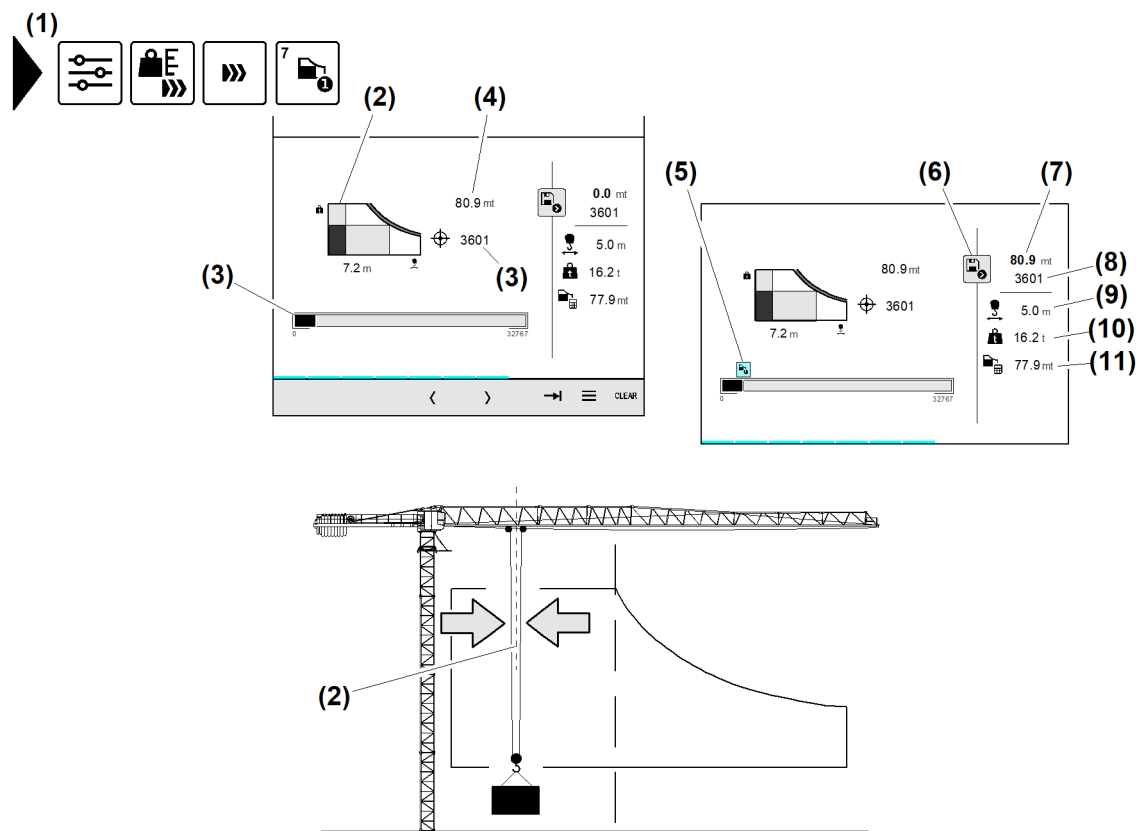 (1)
7
1
(2)
(4)
80.9 mt
3601
7.2 m
(3)
(3)
0
32767
0.0 mt
3601
5.0 m
16.2 t
77.9 mt
CLEAR
(5)
(6)
(7)
80.9 mt
3601
7.2 m
0
32767
80.9 mt
3601
(8)
5.0 m
(9)
16.2 t
(10)
77.9 mt
(11)
(2)